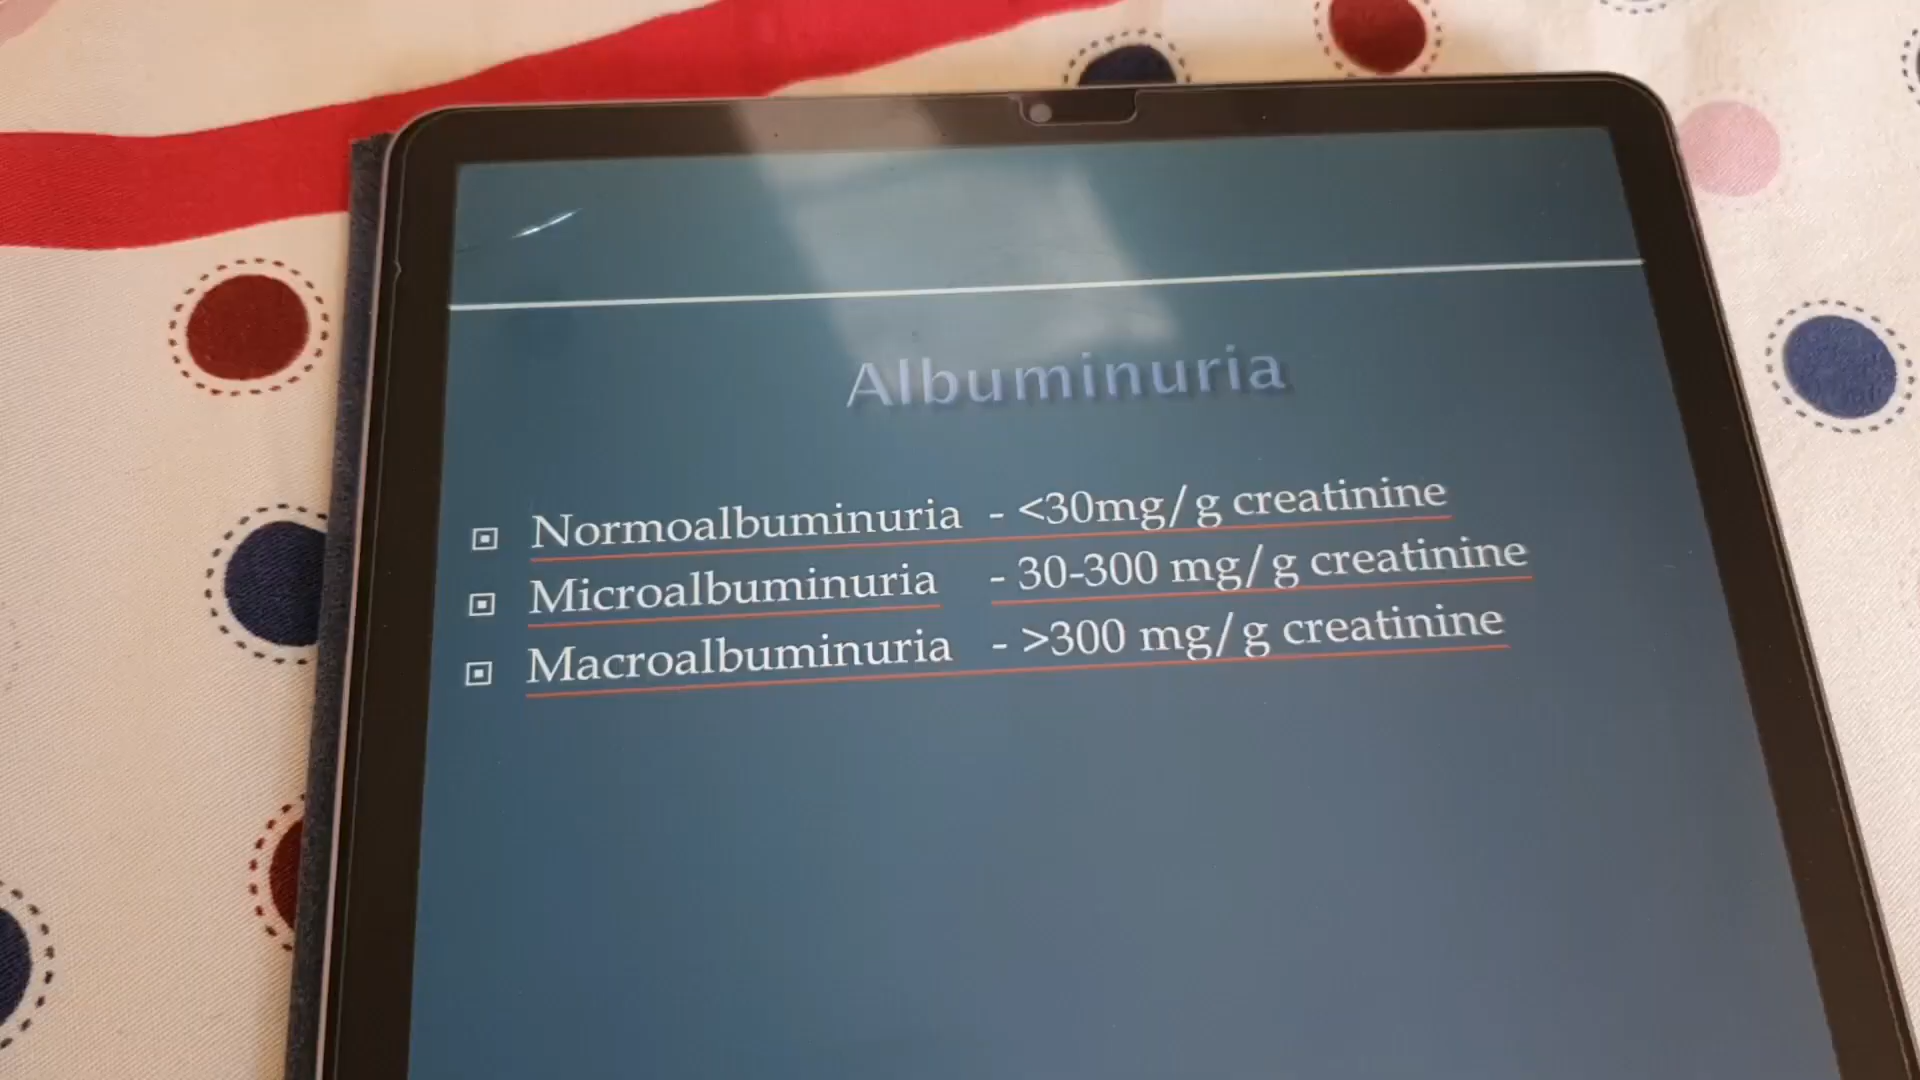 Albuminuria
Normoalbuminuria - <30mg/g creatinine
Microalbuminuria - 30-300 mg/g creatinine
Macroalbuminuria - >300 mg/g creatinine